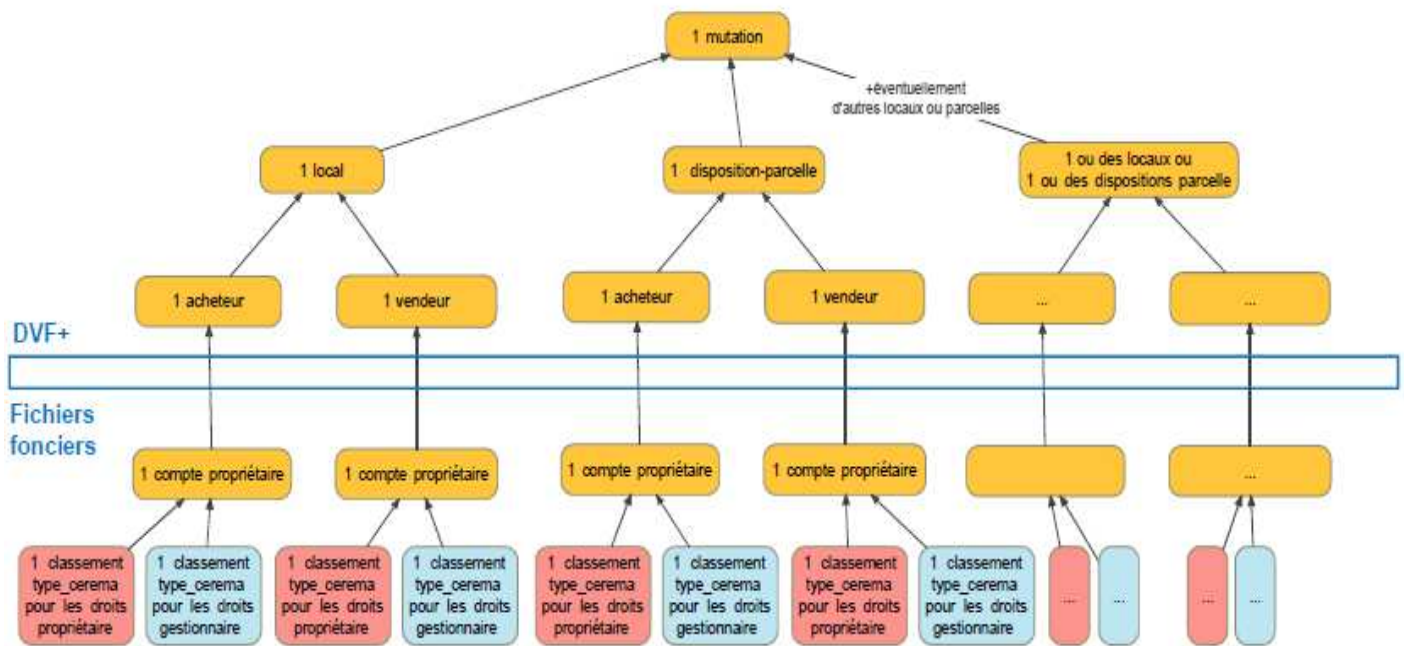 1 mutation
+éventuellement
d'autres locaux ou parcelles
1 local
1 disposition-parcelle
1 ou des locaux ou
1 ou des dispositions parcelle
1 acheteur
1 vendeur
1 acheteur
1 vendeur
...
...
DVF+
Fichiers
fonciers
1 compte propriétaire
1 compte propriétaire
1 compte propriétaire
1 compte propriétaire
...
1 classement
type_cerema
pour les droits
propriétaire
1 classement
type_cerema
pour les droits
gestionnaire
1 classement
type_cerema
pour les droits
propriétaire
1 classement
type_cerema
pour les droits
gestionnaire
1 classement
type_cerema
pour les droits
propriétaire
1 classement
type_cerema
pour les droits
gestionnaire
1 classement
type_cerema
pour les droits
propriétaire
1 classement
type_cerema
pour les droits
gestionnaire
...
...
...
...